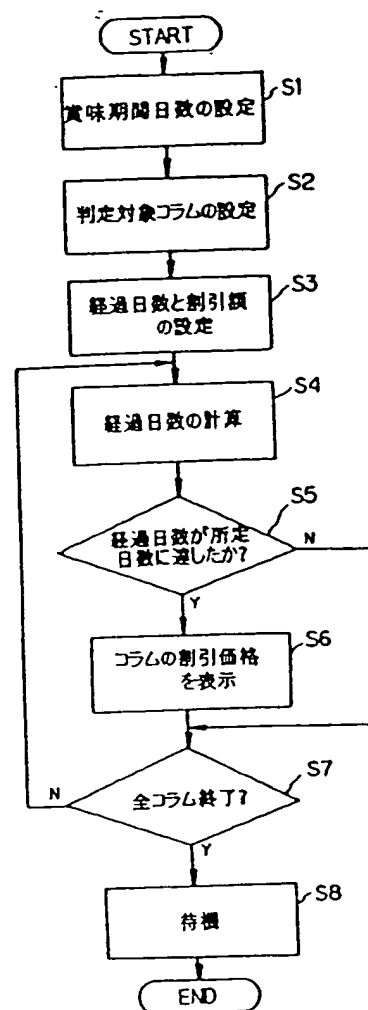 START
賞味期間日数の設定
S1
判定対象コラムの設定
S2
経過日数と割引額
の設定
S3
経過日数の計算
S4
経過日数が所定
日数に達したか?
S5
N
Y
コラムの割引価格
を表示
S6
全コラム終了?
S7
N
Y
待機
S8
END